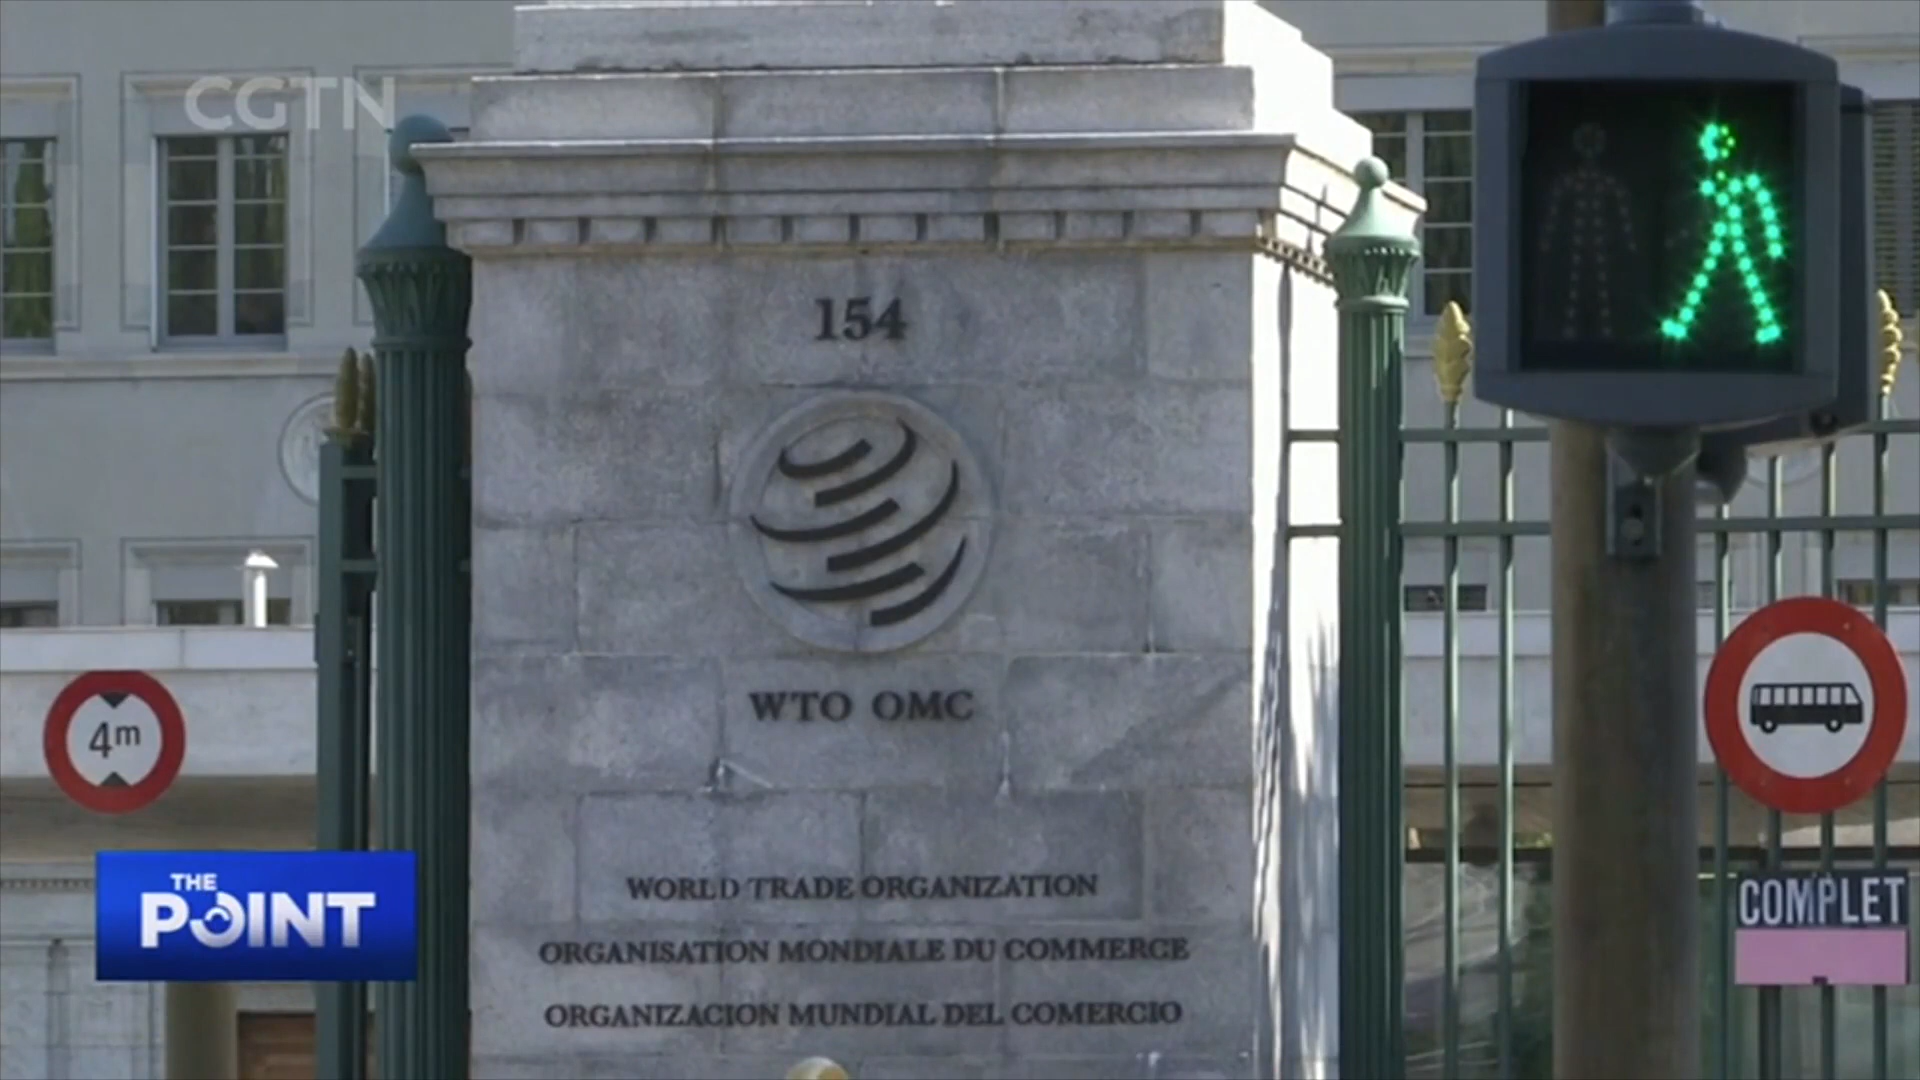 CGTN
154
WTO OMC
4m
WORLD TRADE ORGANIZATION
COMPLET
ORGANISATION MONDIALE DU COMMERCE
THE
POINT
ORGANIZACION MUNDIAL DEL COMERCIO